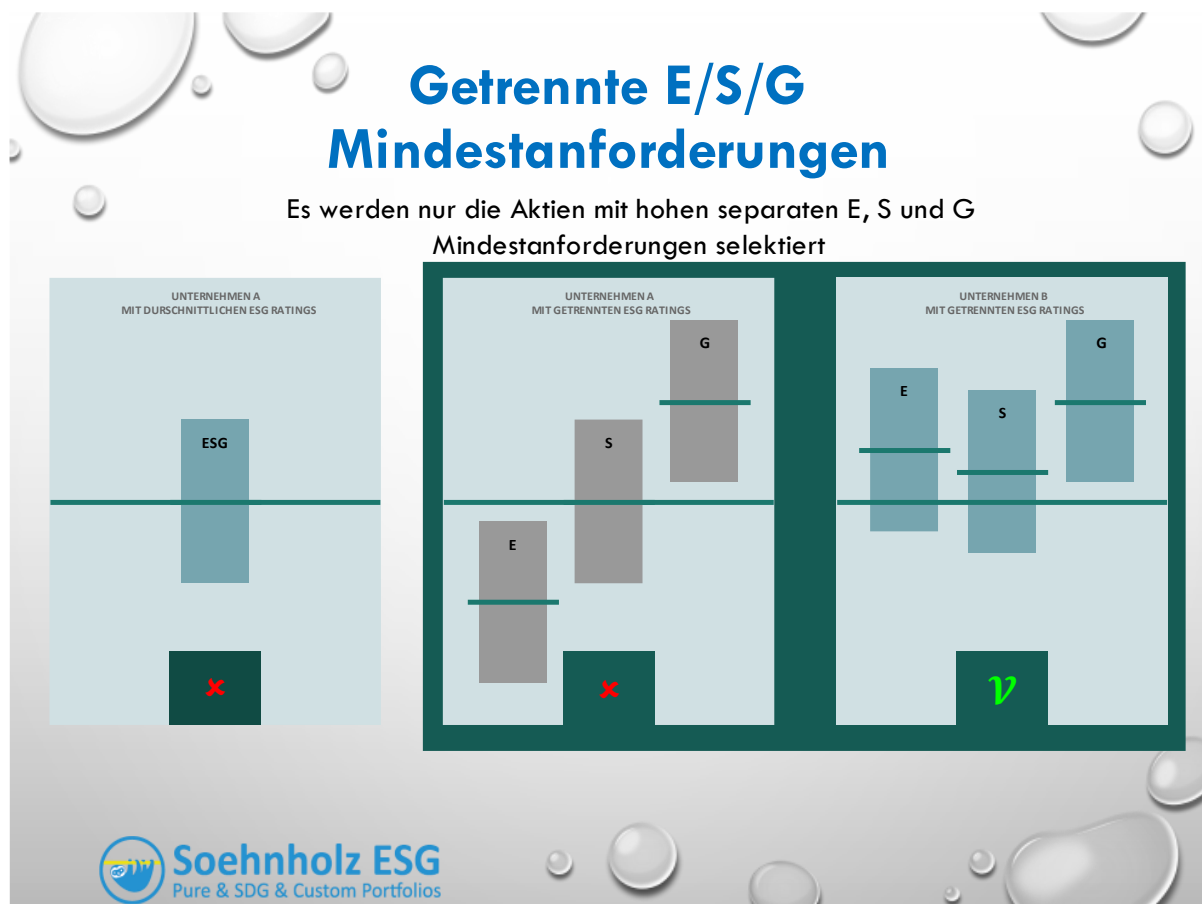 Getrennte E/S/G
Mindestanforderungen
Es werden nur die Aktien mit hohen separaten E, S und G
Mindestanforderungen selektiert
UNTERNEHMEN A
MIT DURSCHNITTLICHEN ESG RATINGS
ESG
✘
UNTERNEHMEN A
MIT GETRENNTEN ESG RATINGS
G
S
E
✘
UNTERNEHMEN B
MIT GETRENNTEN ESG RATINGS
G
E
S
ν
Soehnholz ESG
Pure & SDG & Custom Portfolios